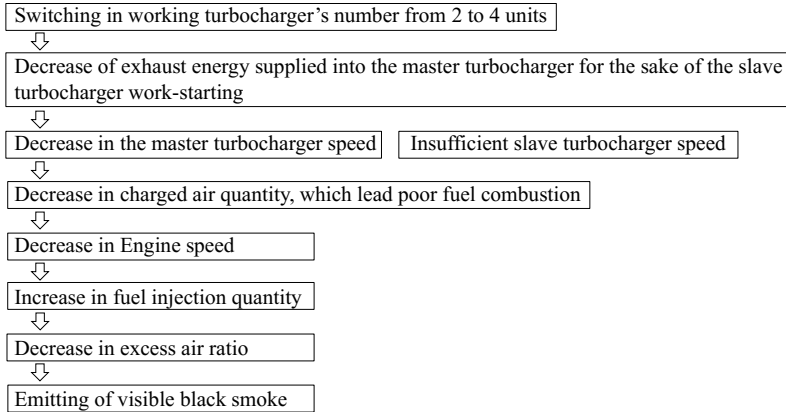 Switching in working turbocharger's number from 2 to 4 units
Decrease of exhaust energy supplied into the master turbocharger for the sake of the slave
turbocharger work-starting
Decrease in the master turbocharger speed
Insufficient slave turbocharger speed
Decrease in charged air quantity, which lead poor fuel combustion
Decrease in Engine speed
Increase in fuel injection quantity
Decrease in excess air ratio
Emitting of visible black smoke